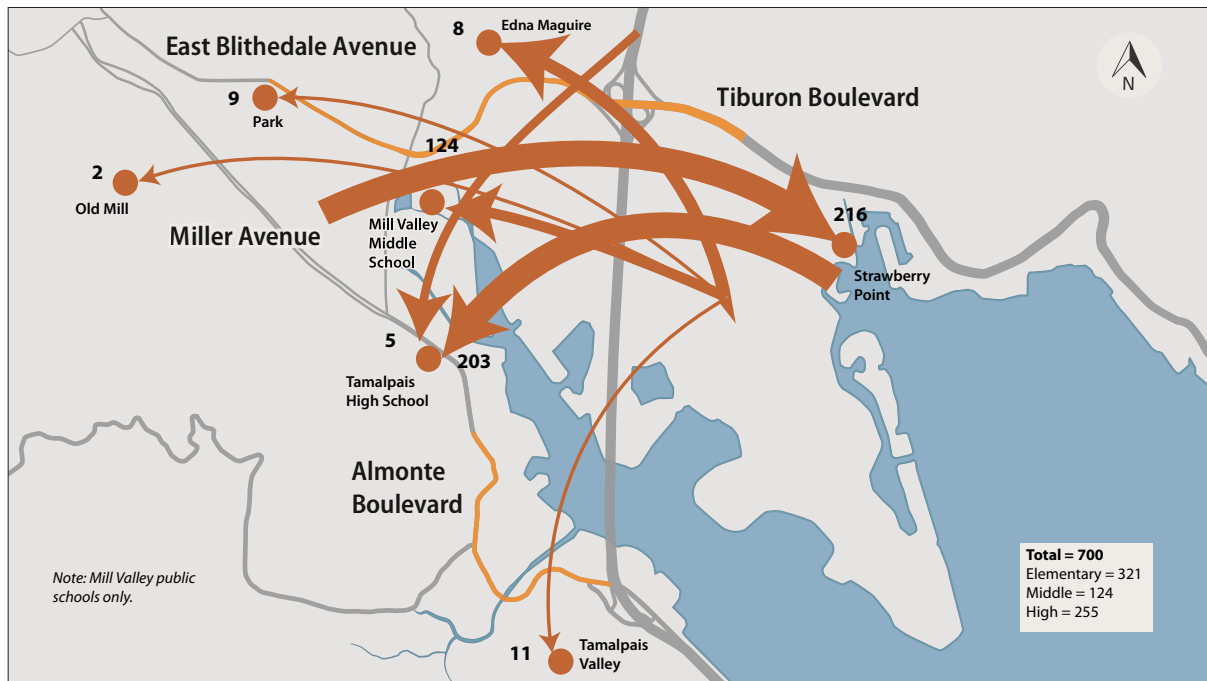 8
Edna Maguire
East Blithedale Avenue
9
Park
Tiburon Boulevard
N
124
2
Old Mill
Miller Avenue
Mill Valley
Middle
School
216
Strawberry
Point
5
203
Tamalpais
High School
Almonte
Boulevard
Note: Mill Valley public
schools only.
Total = 700
Elementary = 321
Middle = 124
High = 255
11
Tamalpais
Valley